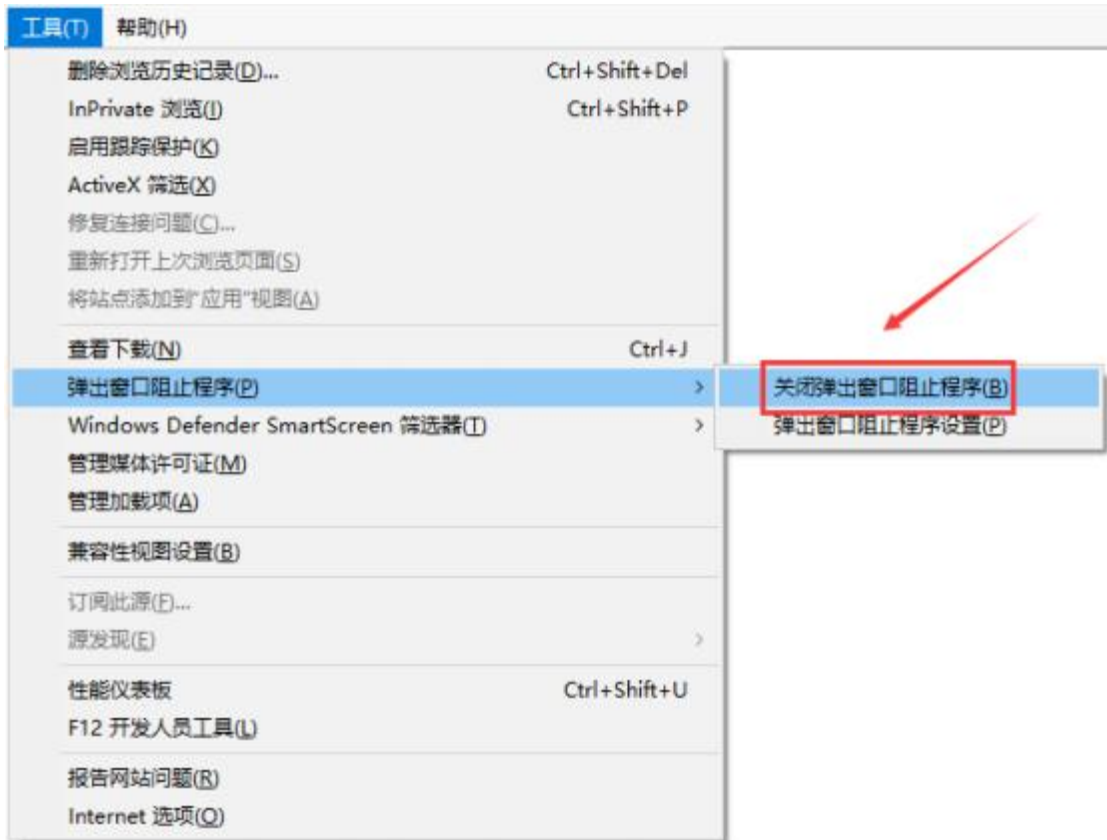 工具(T) 帮助(H)
删除浏览历史记录(D)... Ctrl+Shift+Del
InPrivate 浏览(I) Ctrl+Shift+P
启用跟踪保护(K)
ActiveX 筛选(X)
修复连接问题(C)...
重新打开上次浏览页面(S)
将站点添加到"应用"视图(A)
查看下载(N) Ctrl+J
弹出窗口阻止程序(P) > 关闭弹出窗口阻止程序(B)
Windows Defender SmartScreen 筛选器(T) > 弹出窗口阻止程序设置(P)
管理媒体许可证(M)
管理加载项(A)
兼容性视图设置(B)
订阅此源(F)...
源发现(E) >
性能仪表板 Ctrl+Shift+U
F12 开发人员工具(L)
报告网站问题(R)
Internet 选项(O)